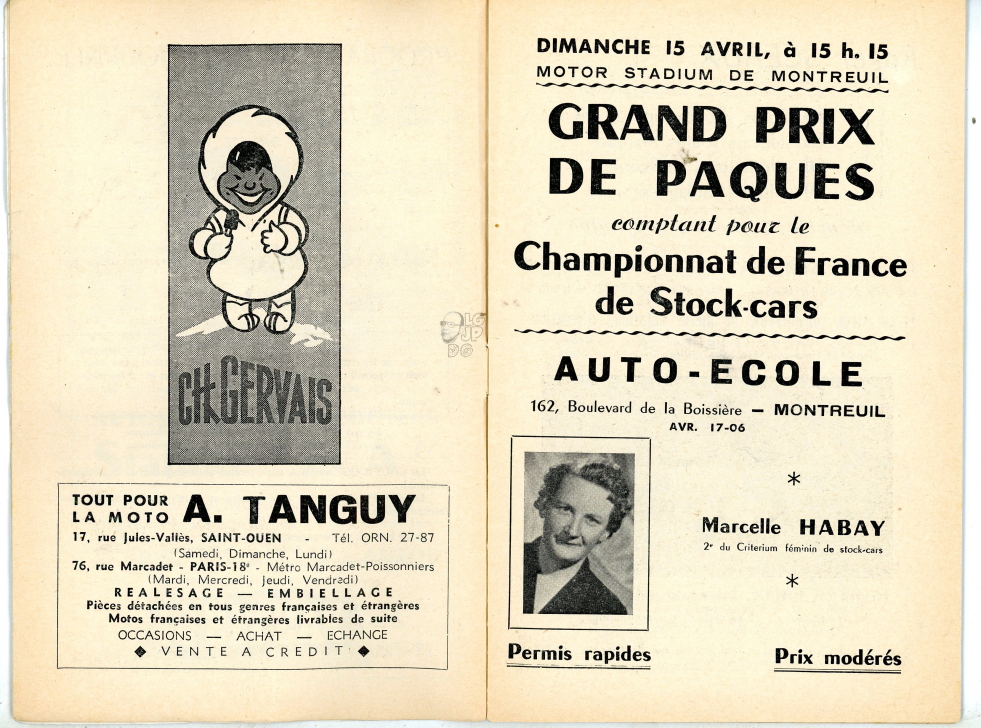 CH. GERVAIS
TOUT POUR
LA MOTO
A. TANGUY
17, rue Jules-Vallès, SAINT-OUEN - Tél. ORN. 27-87
(Samedi, Dimanche, Lundi)
76, rue Marcadet - PARIS-18e - Métro Marcadet-Poissonniers
(Mardi, Mercredi, Jeudi, Vendradi)
REALESAGE — EMBIELLAGE
Pièces détachées en tous genres françaises et étrangères
Motos françaises et étrangères livrables de suite
OCCASIONS — ACHAT — ECHANGE
◆ VENTE A CREDIT ◆
LG
JP
DG
DIMANCHE 15 AVRIL, à 15 h. 15
MOTOR STADIUM DE MONTREUIL
GRAND PRIX
DE PAQUES
comptant pour le
Championnat de France
de Stock-cars
AUTO-ECOLE
162, Boulevard de la Boissière — MONTREUIL
AVR. 17-06
*
Marcelle HABAY
2e du Criterium féminin de stock-cars
*
Permis rapides
Prix modérés